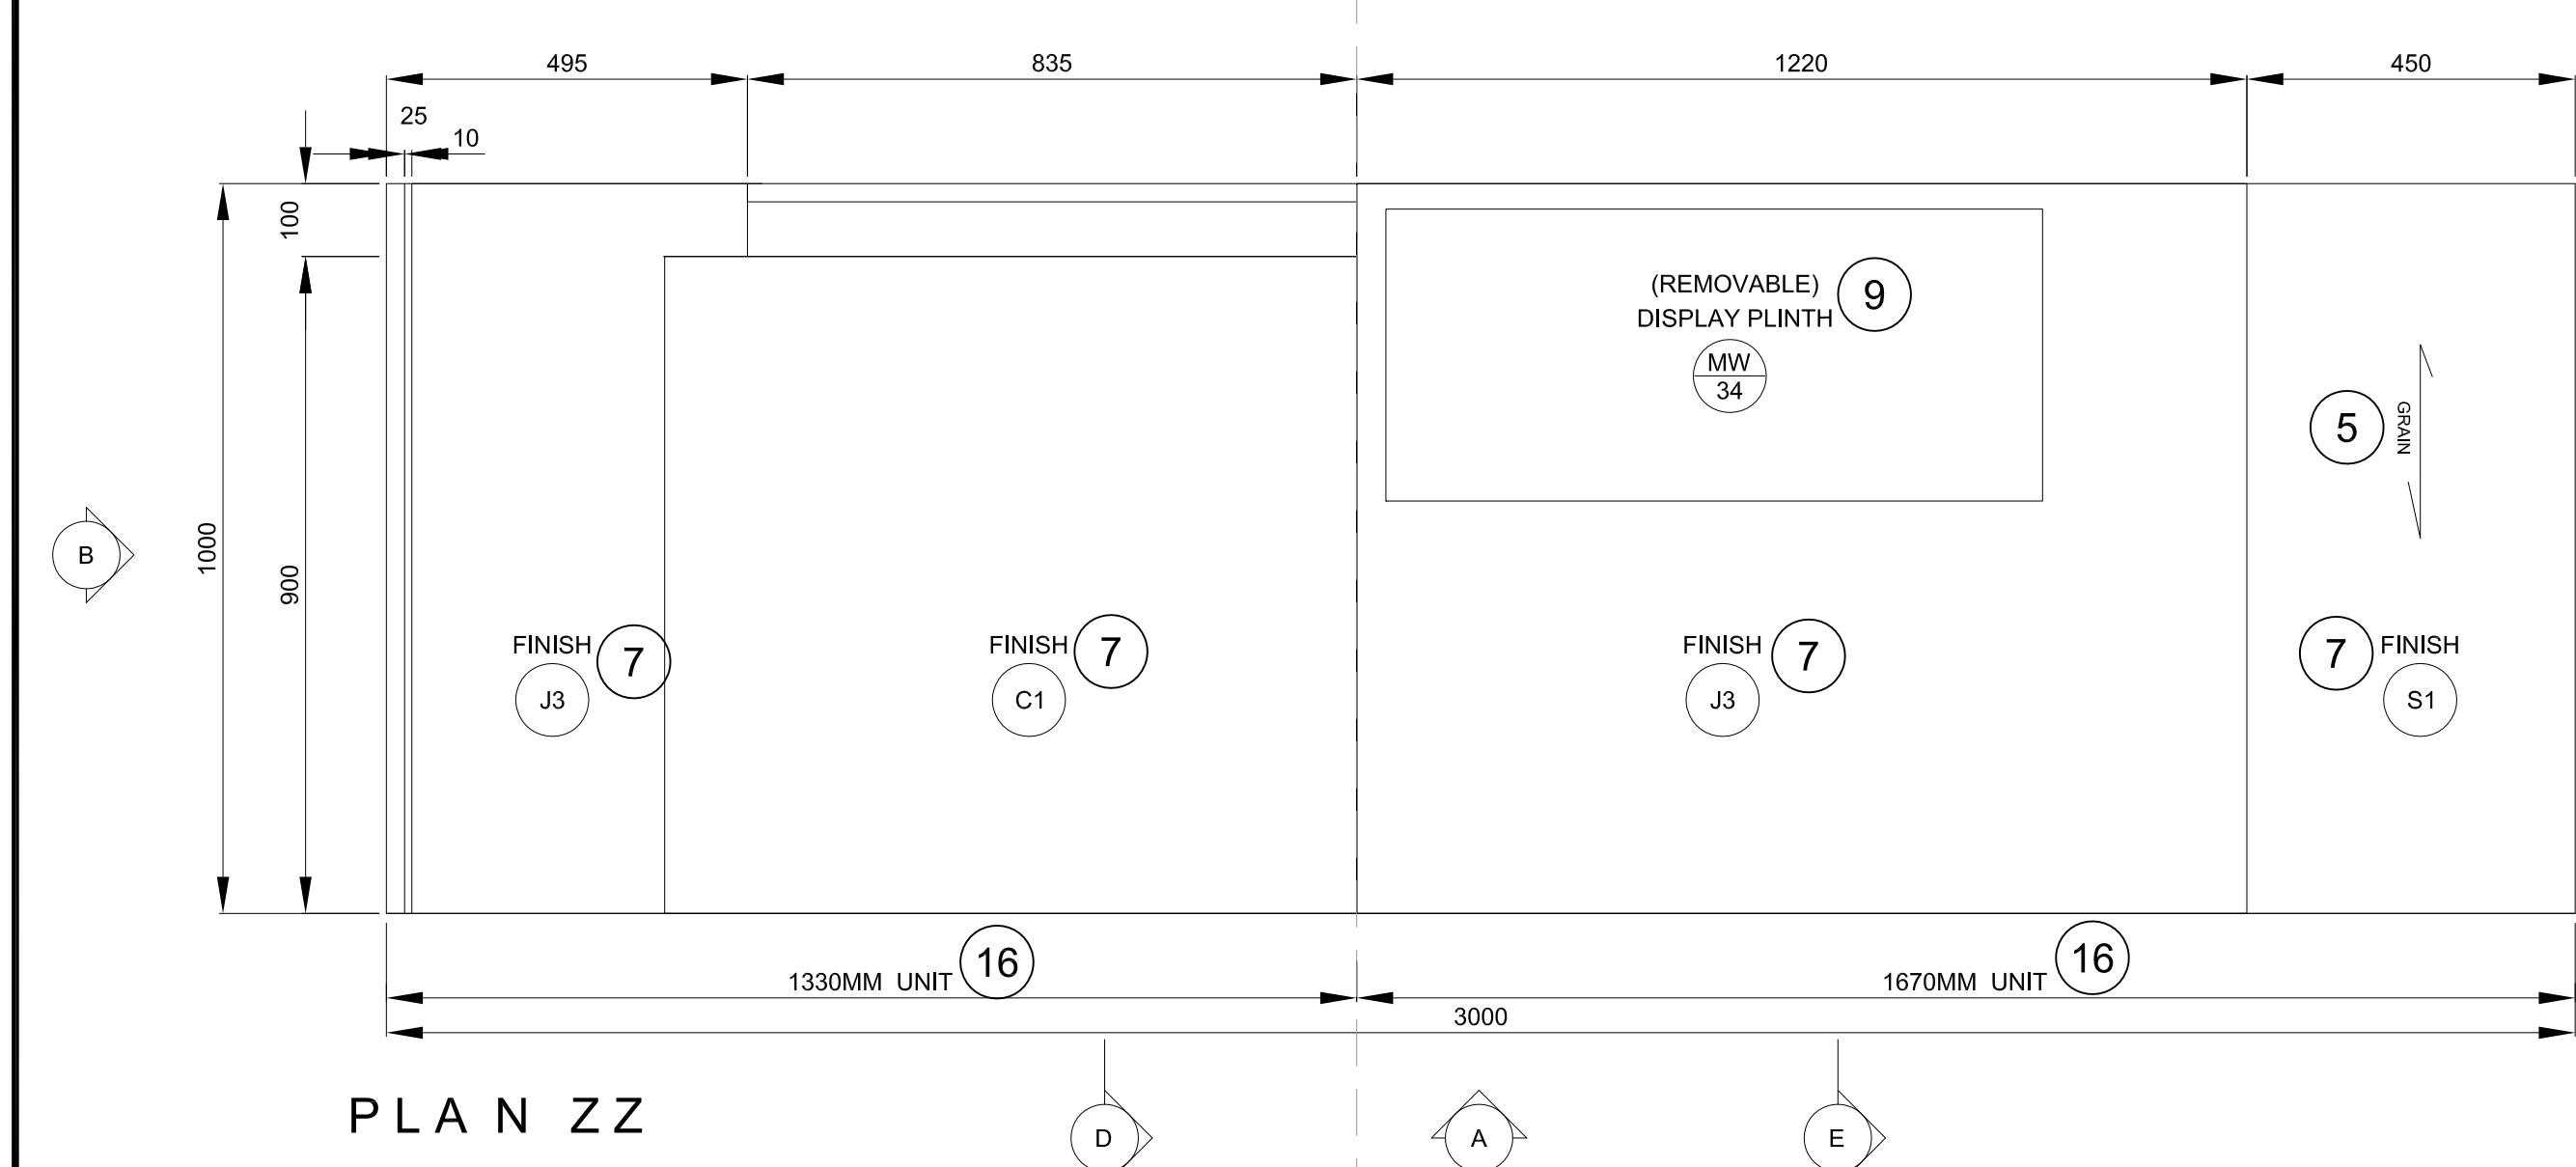 495
835
1220
450
25
10
100
1000
900
(REMOVABLE)
DISPLAY PLINTH
9
MW
34
5
GRAIN
B
FINISH
7
J3
FINISH
7
C1
FINISH
7
J3
7
FINISH
S1
1330MM UNIT
16
1670MM UNIT
16
3000
PLAN ZZ
D
A
E